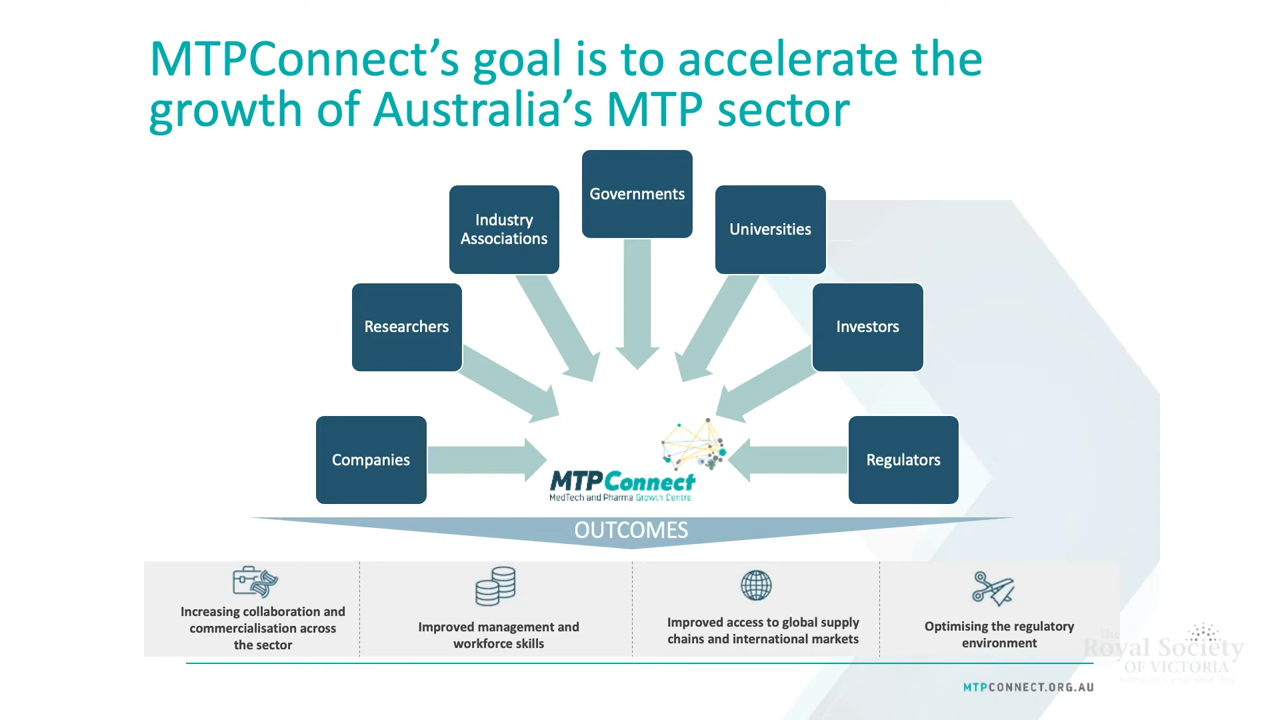 MTPConnect's goal is to accelerate the
growth of Australia's MTP sector
Governments
Industry
Associations
Universities
Researchers
Investors
Companies
Regulators
MTPConnect
MedTech and Pharma Growth Centre
OUTCOMES
Increasing collaboration and
commercialisation across
the sector
Improved management and
workforce skills
Improved access to global supply
chains and international markets
Optimising the regulatory
environment
The
Royal Society
OF VICTORIA
MTPCONNECT.ORG.AU